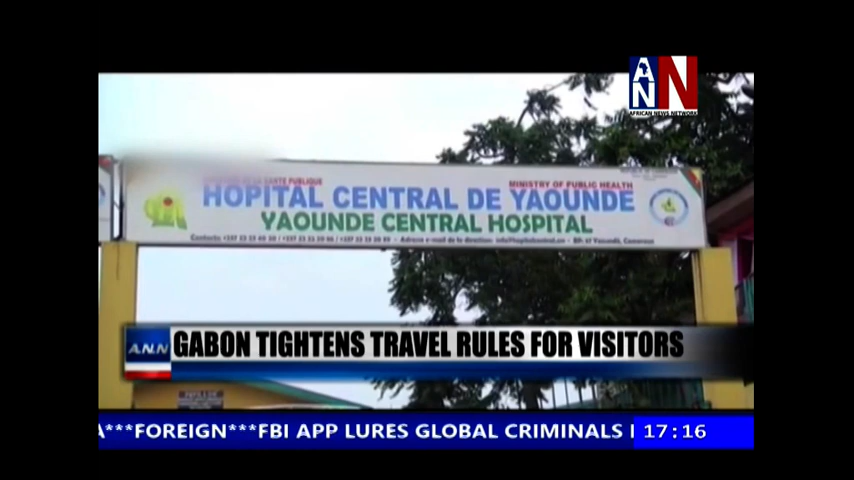 ANN
AFRICAN NEWS NETWORK
MINISTRY OF PUBLIC HEALTH
HOPITAL CENTRAL DE YAOUNDE
YAOUNDE CENTRAL HOSPITAL
A.N.N
GABON TIGHTENS TRAVEL RULES FOR VISITORS
A***FOREIGN***FBI APP LURES GLOBAL CRIMINALS
17:16